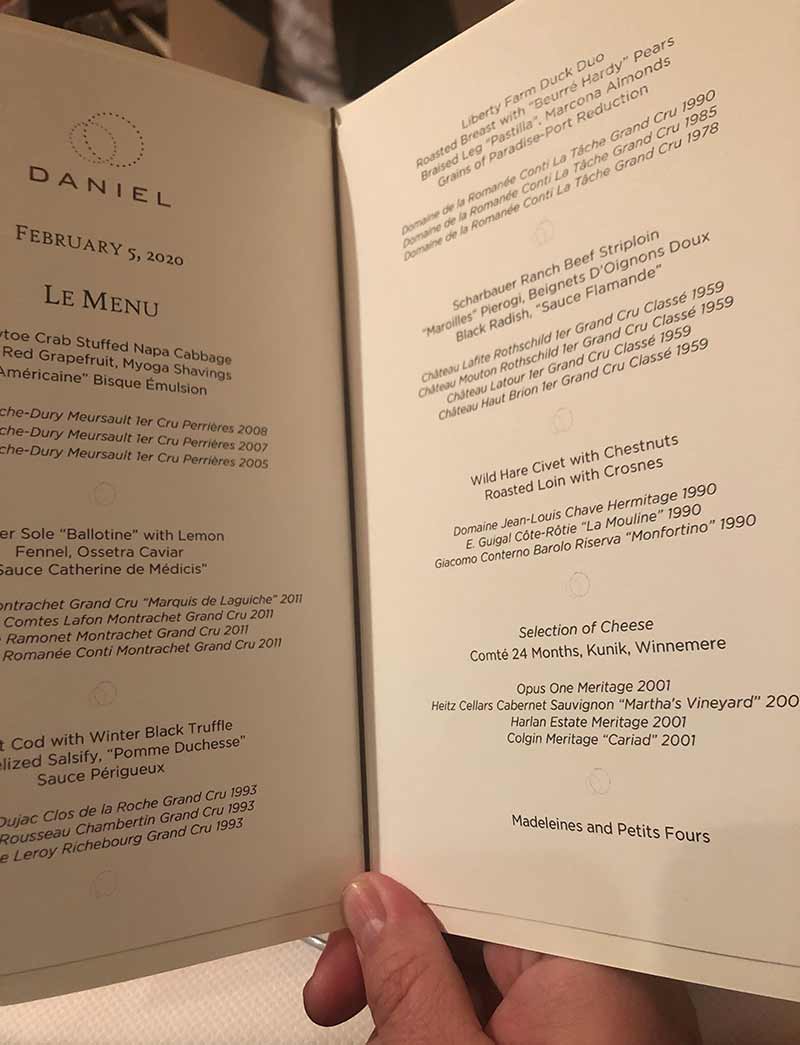 DANIEL
FEBRUARY 5, 2020
LE MENU
Crab Stuffed Napa Cabbage
Red Grapefruit, Myoga Shavings
Américaine" Bisque Émulsion
che-Dury Meursault 1er Cru Perrières 2008
che-Dury Meursault 1er Cru Perrières 2007
che-Dury Meursault 1er Cru Perrières 2005
Sole "Ballotine" with Lemon
Fennel, Ossetra Caviar
Sauce Catherine de Médicis"
ontrachet Grand Cru "Marquis de Laguiche" 2011
Comtes Lafon Montrachet Grand Cru 2011
Ramonet Montrachet Grand Cru 2011
Romanée Conti Montrachet Grand Cru 2011
Cod with Winter Black Truffle
elized Salsify, "Pomme Duchesse"
Sauce Périgueux
Dujac Clos de la Roche Grand Cru 1993
Rousseau Chambertin Grand Cru 1993
e Leroy Richebourg Grand Cru 1993
Liberty Farm Duck Duo
Roasted Breast with "Beurré Hardy" Pears
Braised Leg "Pastilla", Marcona Almonds
Grains of Paradise-Port Reduction
Domaine de la Romanée Conti La Tâche Grand Cru 1990
Domaine de la Romanée Conti La Tâche Grand Cru 1985
Domaine de la Romanée Conti La Tâche Grand Cru 1978
Scharbauer Ranch Beef Striploin
"Maroilles" Pierogi, Beignets D'Oignons Doux
Black Radish, "Sauce Flamande"
Château Lafite Rothschild 1er Grand Cru Classé 1959
Château Mouton Rothschild 1er Grand Cru Classé 1959
Château Latour 1er Grand Cru Classé 1959
Château Haut Brion 1er Grand Cru Classé 1959
Wild Hare Civet with Chestnuts
Roasted Loin with Crosnes
Domaine Jean-Louis Chave Hermitage 1990
E. Guigal Côte-Rôtie "La Mouline" 1990
Giacomo Conterno Barolo Riserva "Monfortino" 1990
Selection of Cheese
Comté 24 Months, Kunik, Winnemere
Opus One Meritage 2001
Heitz Cellars Cabernet Sauvignon "Martha's Vineyard" 200
Harlan Estate Meritage 2001
Colgin Meritage "Cariad" 2001
Madeleines and Petits Fours